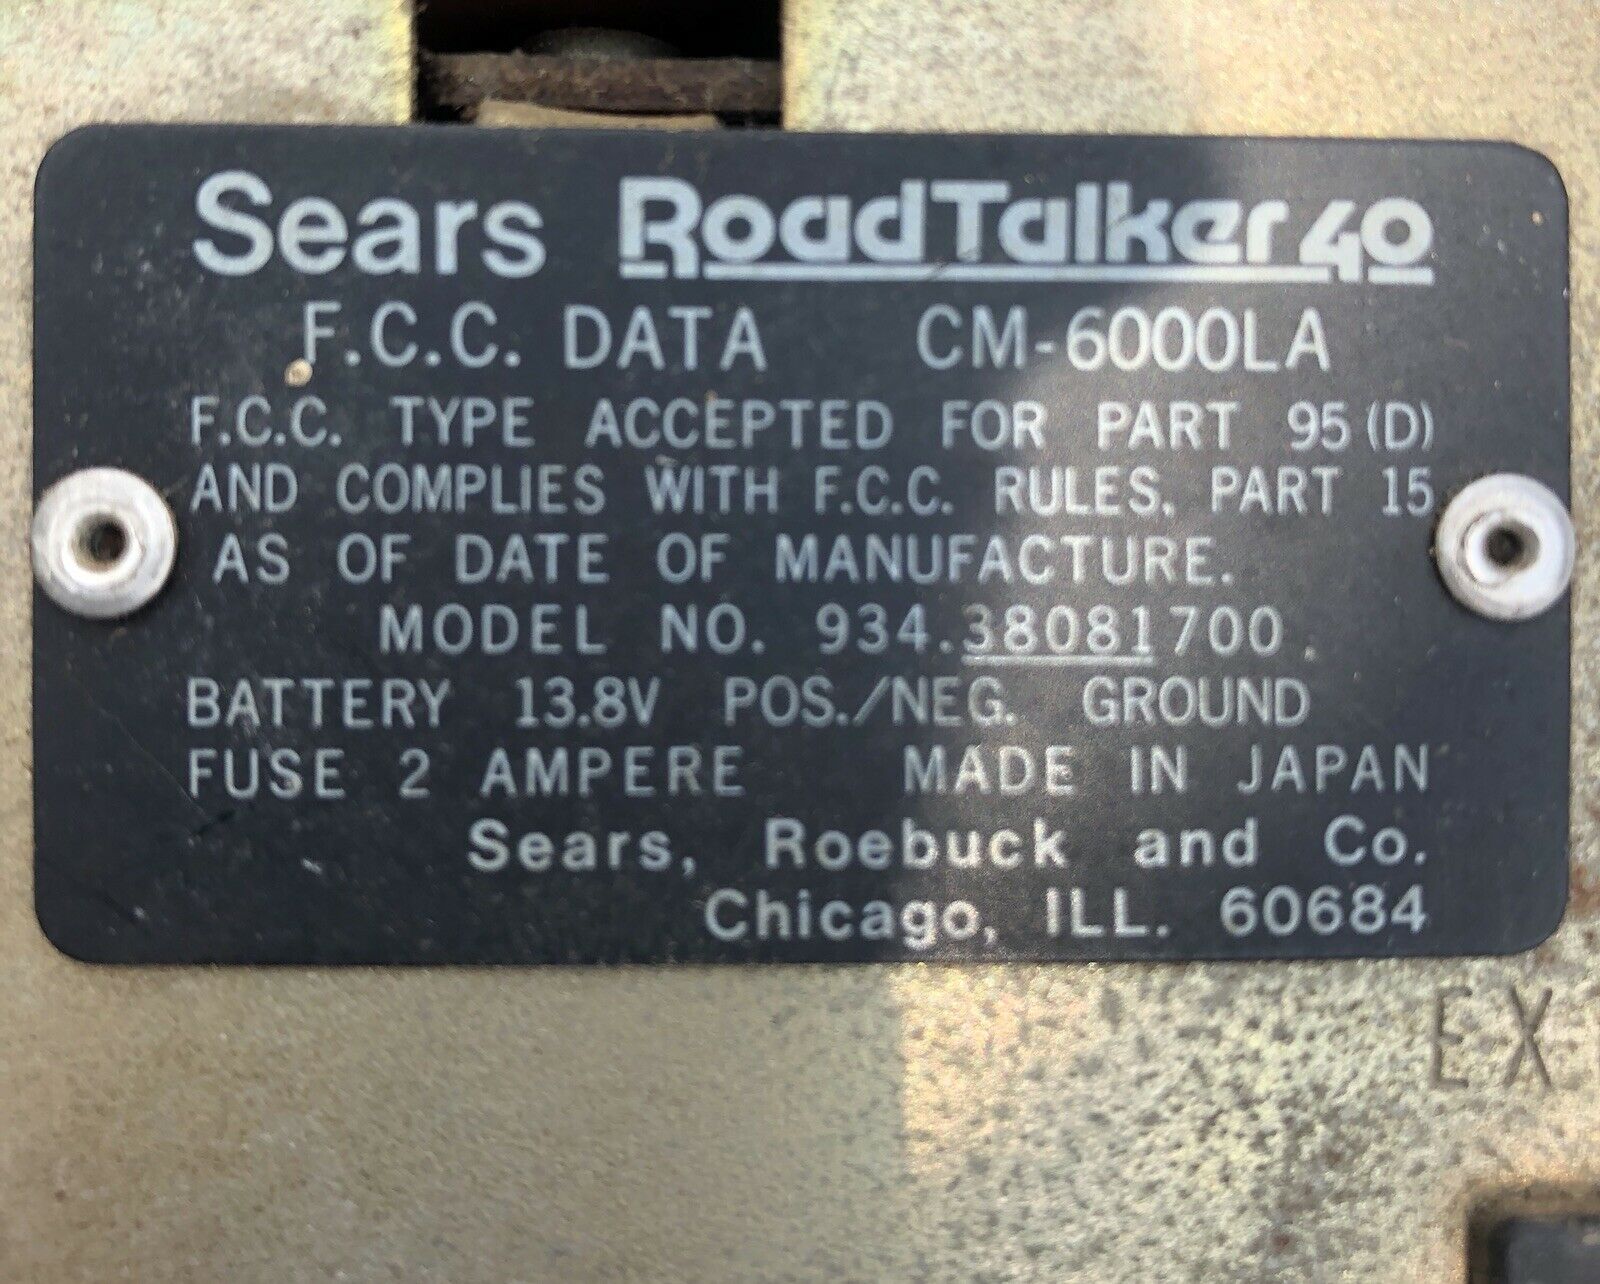 Sears RoadTalker 40
F.C.C. DATA CM-6000LA
F.C.C. TYPE ACCEPTED FOR PART 95 (D)
AND COMPLIES WITH F.C.C. RULES, PART 15
AS OF DATE OF MANUFACTURE.
MODEL NO. 934.38081700
BATTERY 13.8V POS./NEG. GROUND
FUSE 2 AMPERE MADE IN JAPAN
Sears, Roebuck and Co.
Chicago, ILL. 60684
EX